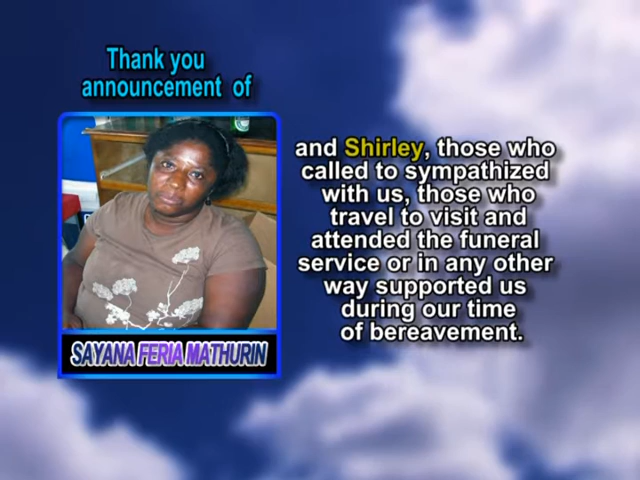 Thank you
announcement of
SAYANA FERIA MATHURIN
and Shirley, those who
called to sympathized
with us, those who
travel to visit and
attended the funeral
service or in any other
way supported us
during our time
of bereavement.